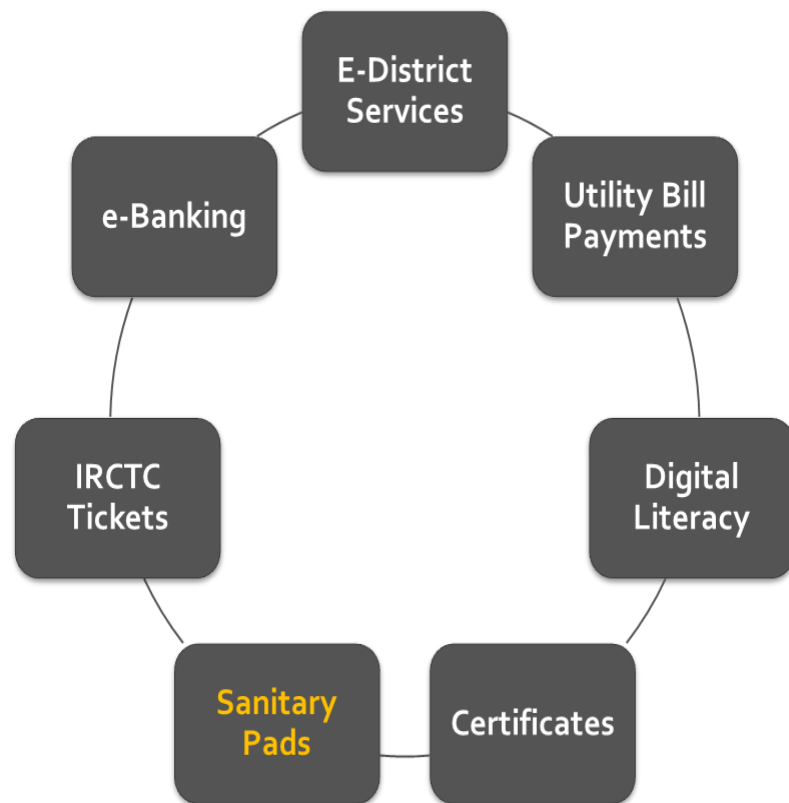 E-District
Services
Utility Bill
Payments
Digital
Literacy
Certificates
Sanitary
Pads
IRCTC
Tickets
e-Banking